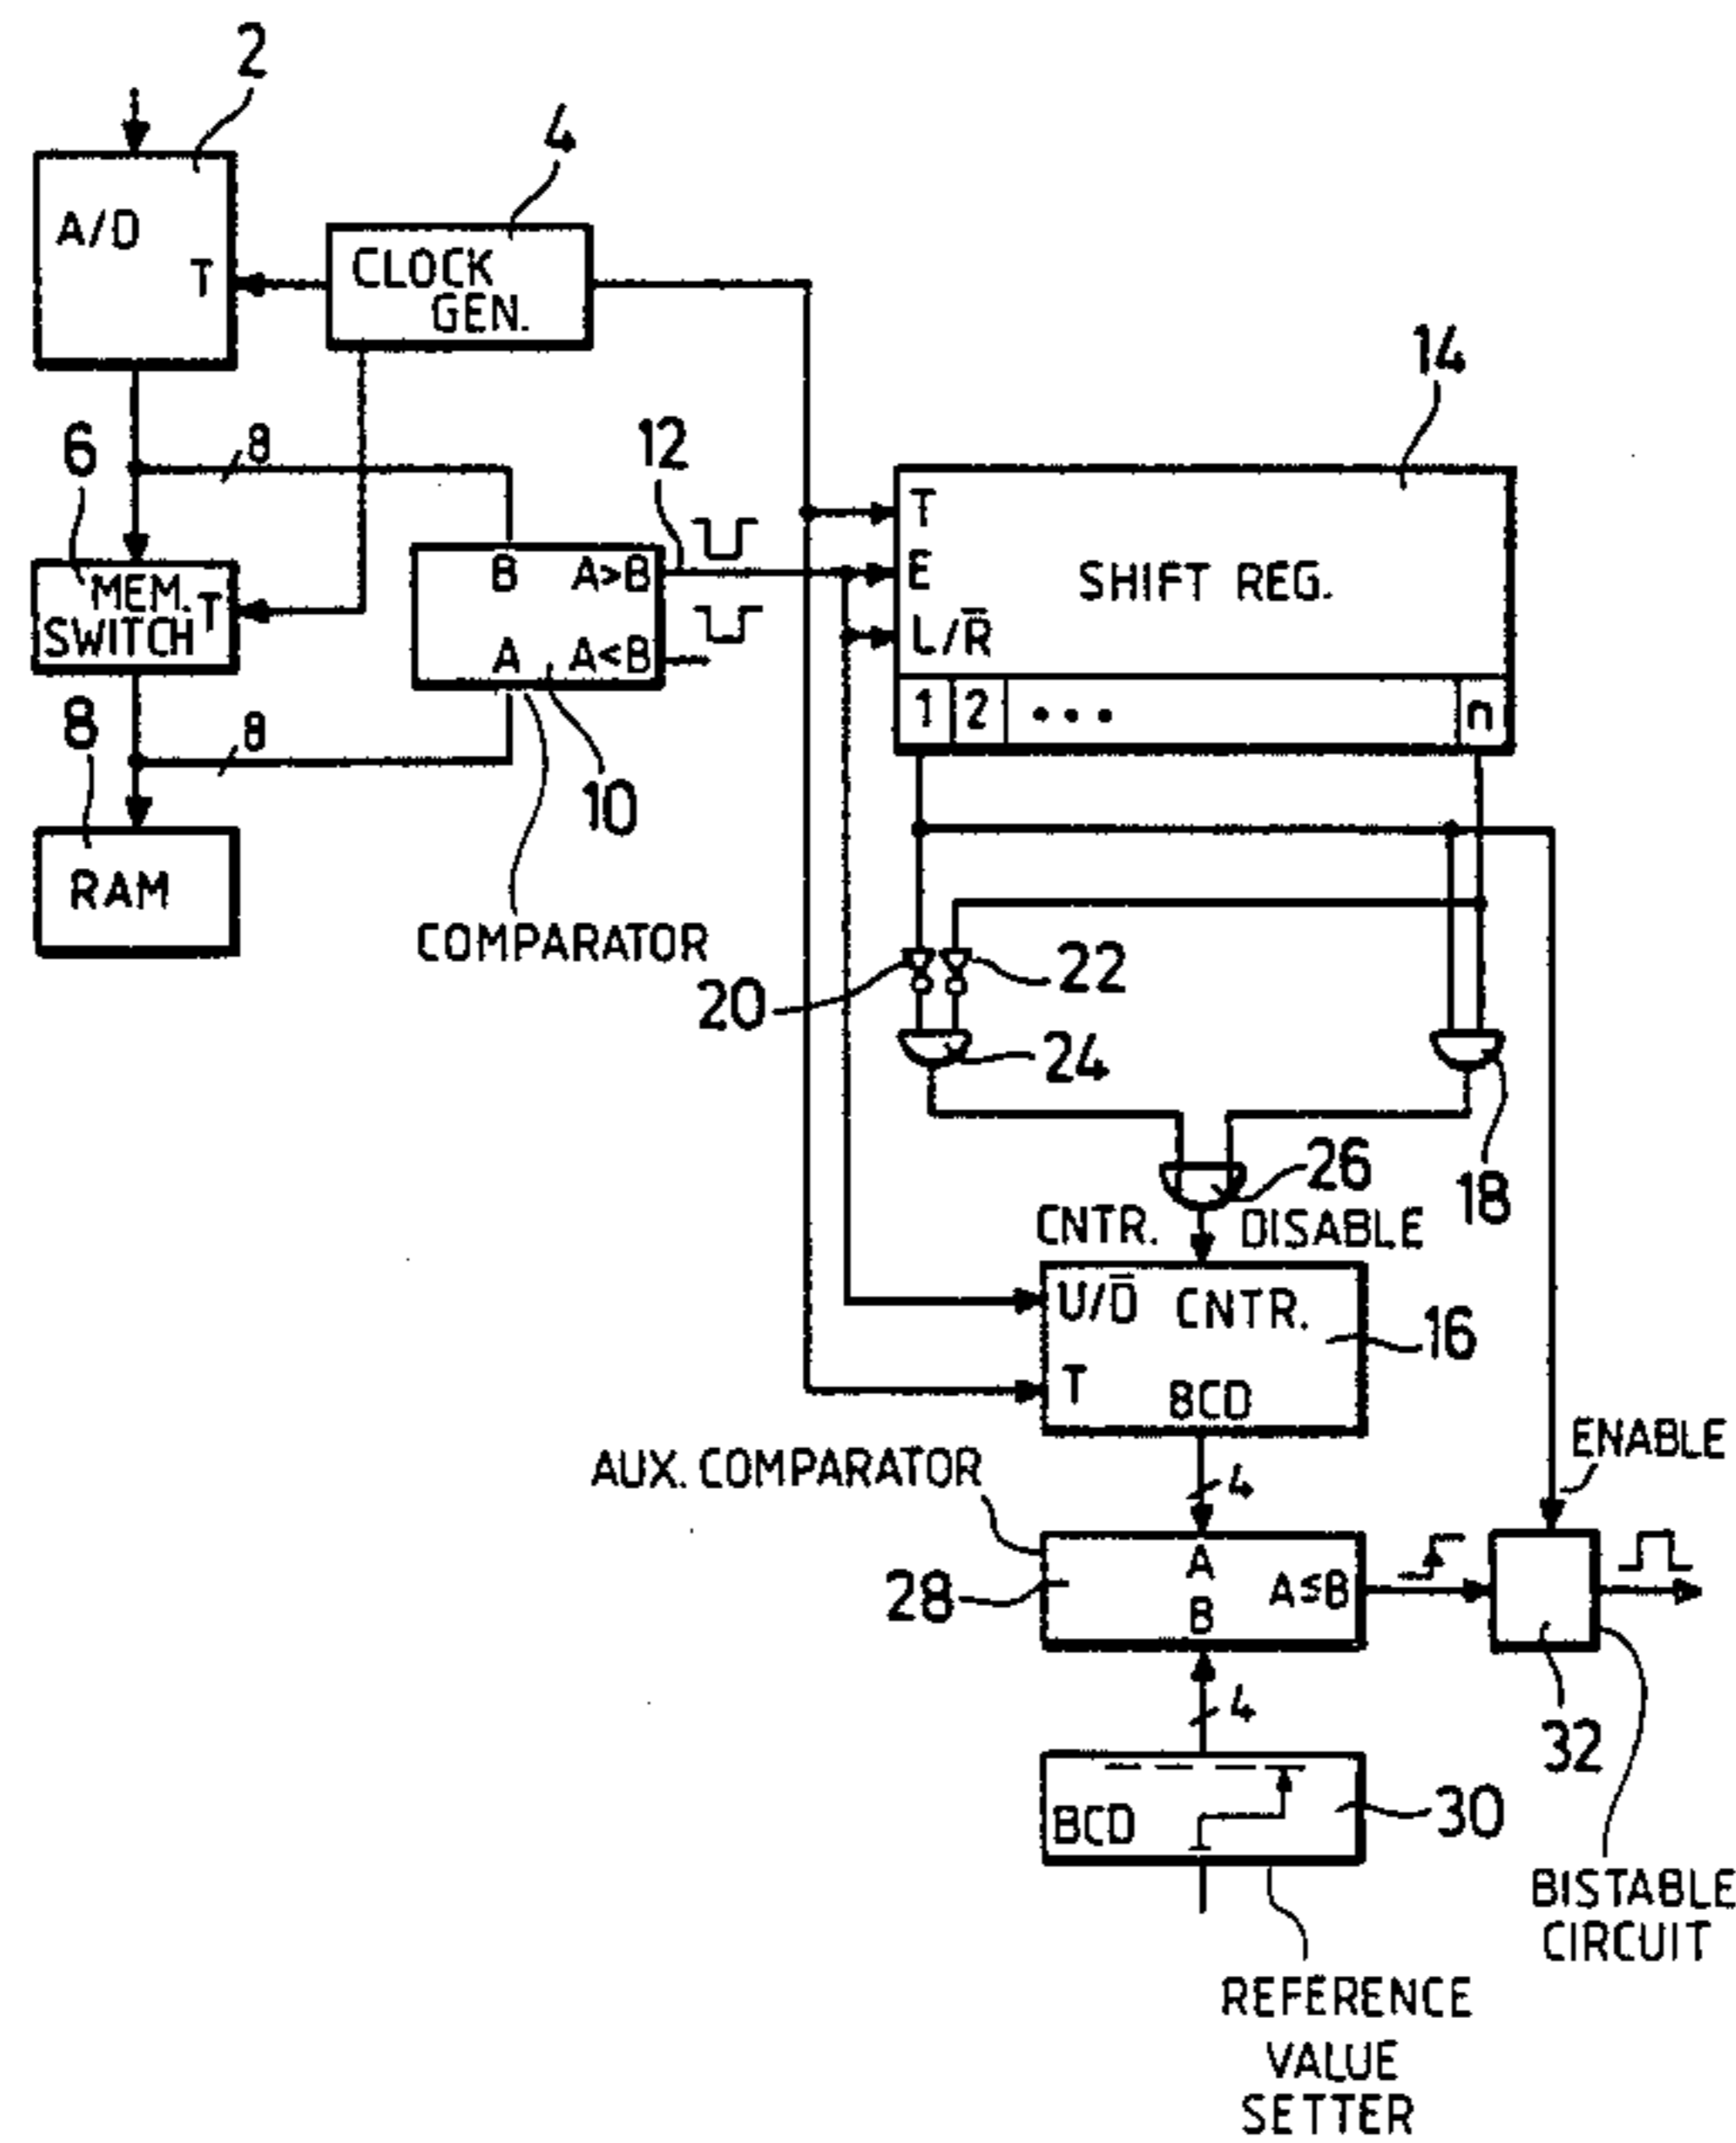 2
4
A/D
T
CLOCK
GEN.
14
6
8
12
T
E
L/R̅
SHIFT REG.
B
A>B
A
A<B
MEM.
SWITCH
T
1
2
• • •
n
8
8
10
RAM
COMPARATOR
20
22
24
18
26
CNTR.
DISABLE
U/D̅
CNTR.
16
T
BCD
ENABLE
AUX. COMPARATOR
4
A
28
A≤B
B
4
32
BCD
30
BISTABLE
CIRCUIT
REFERENCE
VALUE
SETTER